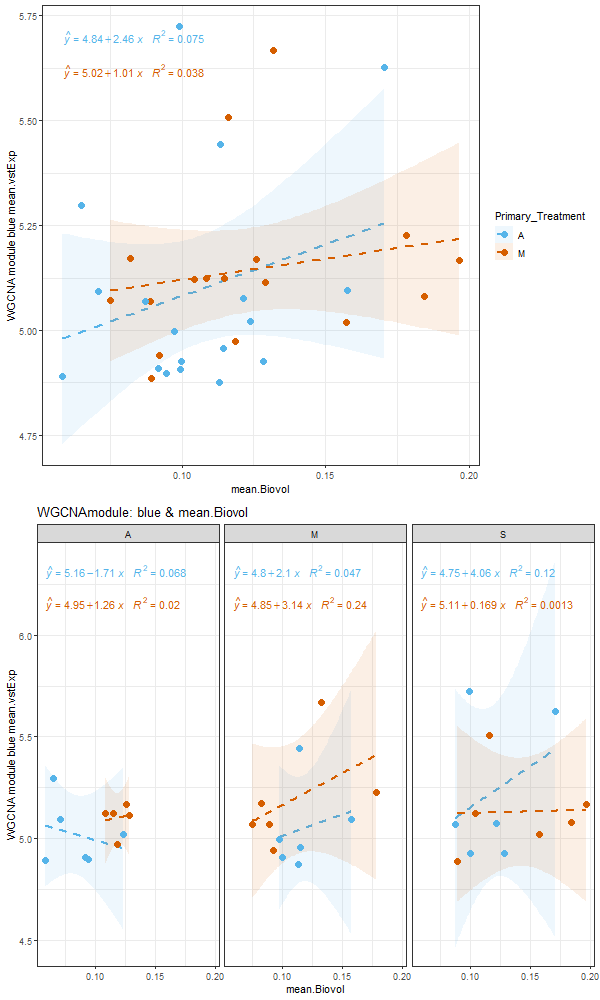 5.75
ŷ = 4.84 + 2.46 x R² = 0.075
ŷ = 5.02 + 1.01 x R² = 0.038
5.50
5.25
5.00
4.75
WGCNA module blue mean.vstExp
0.10 0.15 0.20
mean.Biovol
Primary_Treatment
A
M
WGCNAmodule: blue & mean.Biovol
A M S
ŷ = 5.16 − 1.71 x R² = 0.068 ŷ = 4.8 + 2.1 x R² = 0.047 ŷ = 4.75 + 4.06 x R² = 0.12
ŷ = 4.95 + 1.26 x R² = 0.02 ŷ = 4.85 + 3.14 x R² = 0.24 ŷ = 5.11 + 0.169 x R² = 0.0013
6.0
5.5
5.0
4.5
WGCNA module blue mean.vstExp
0.10 0.15 0.20 0.10 0.15 0.20 0.10 0.15 0.20
mean.Biovol